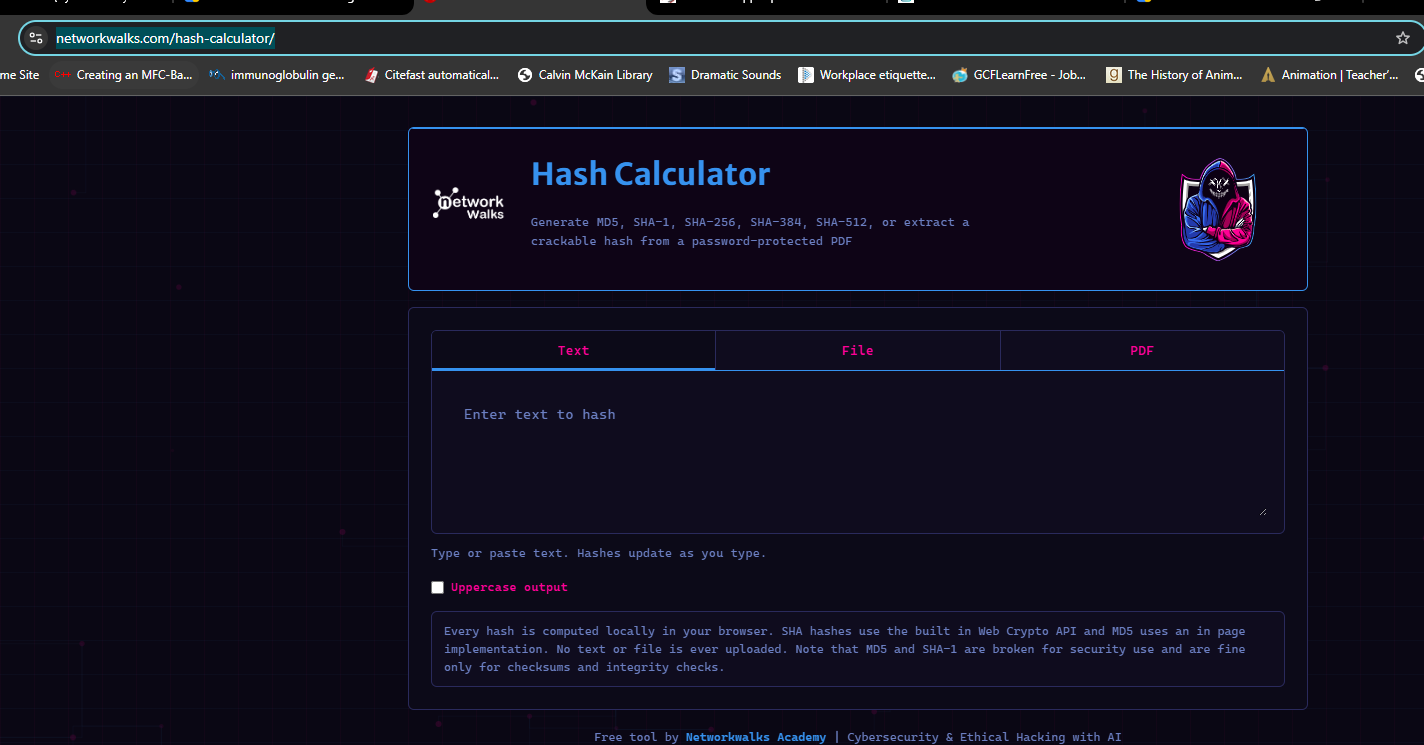 networkwalks.com/hash-calculator/
me Site
Creating an MFC-Ba...
immunoglobulin ge...
Citefast automatical...
Calvin McKain Library
Dramatic Sounds
Workplace etiquette...
GCFLearnFree - Job...
The History of Anim...
Animation | Teacher'...
network
Walks
Hash Calculator
Generate MD5, SHA-1, SHA-256, SHA-384, SHA-512, or extract a
crackable hash from a password-protected PDF
Text
File
PDF
Enter text to hash
Type or paste text. Hashes update as you type.
Uppercase output
Every hash is computed locally in your browser. SHA hashes use the built in Web Crypto API and MD5 uses an in page
implementation. No text or file is ever uploaded. Note that MD5 and SHA-1 are broken for security use and are fine
only for checksums and integrity checks.
Free tool by Networkwalks Academy | Cybersecurity & Ethical Hacking with AI